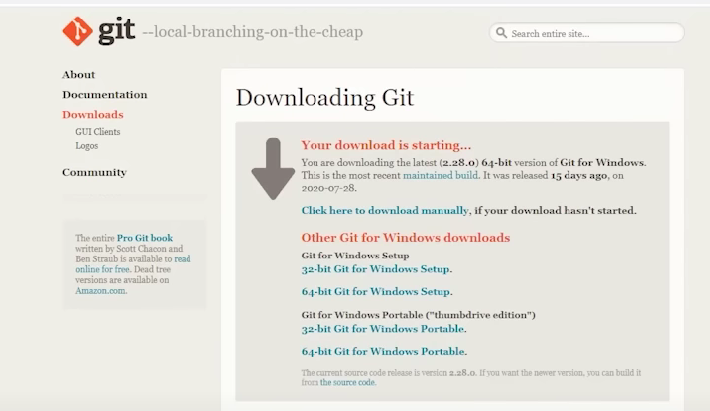 git --local-branching-on-the-cheap
Search entire site...
About
Documentation
Downloads
GUI Clients
Logos
Community
The entire Pro Git book
written by Scott Chacon and
Ben Straub is available to read
online for free. Dead tree
versions are available on
Amazon.com.
Downloading Git
Your download is starting...
You are downloading the latest (2.28.0) 64-bit version of Git for Windows.
This is the most recent maintained build. It was released 15 days ago, on
2020-07-28.
Click here to download manually, if your download hasn't started.
Other Git for Windows downloads
Git for Windows Setup
32-bit Git for Windows Setup.
64-bit Git for Windows Setup.
Git for Windows Portable ("thumbdrive edition")
32-bit Git for Windows Portable.
64-bit Git for Windows Portable.
The current source code release is version 2.28.0. If you want the newer version, you can build it
from the source code.